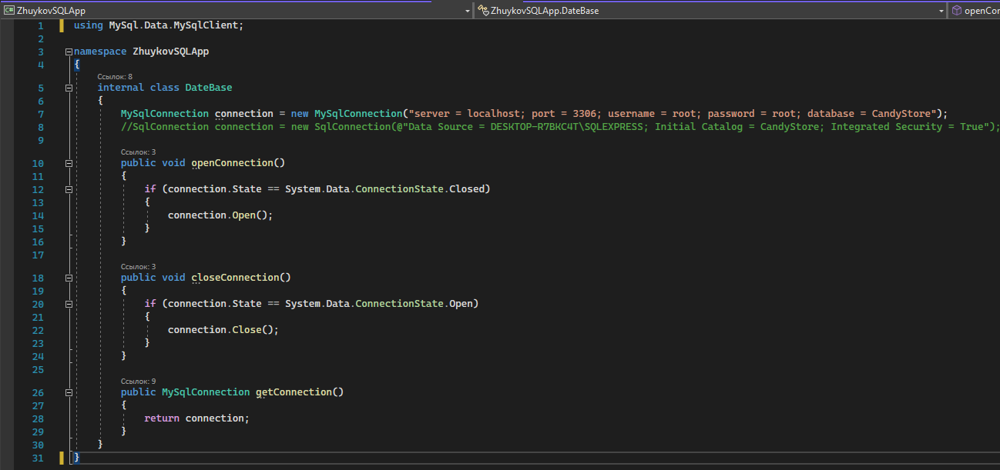 C# ZhuykovSQLApp
ZhuykovSQLApp.DateBase
openCon
1 using MySql.Data.MySqlClient;
2
3 namespace ZhuykovSQLApp
4 {
Ссылок: 8
5 internal class DateBase
6 {
7 MySqlConnection connection = new MySqlConnection("server = localhost; port = 3306; username = root; password = root; database = CandyStore");
8 //SqlConnection connection = new SqlConnection(@"Data Source = DESKTOP-R7BKC4T\SQLEXPRESS; Initial Catalog = CandyStore; Integrated Security = True");
9
Ссылок: 3
10 public void openConnection()
11 {
12 if (connection.State == System.Data.ConnectionState.Closed)
13 {
14 connection.Open();
15 }
16 }
17
Ссылок: 3
18 public void closeConnection()
19 {
20 if (connection.State == System.Data.ConnectionState.Open)
21 {
22 connection.Close();
23 }
24 }
25
Ссылок: 9
26 public MySqlConnection getConnection()
27 {
28 return connection;
29 }
30 }
31 }